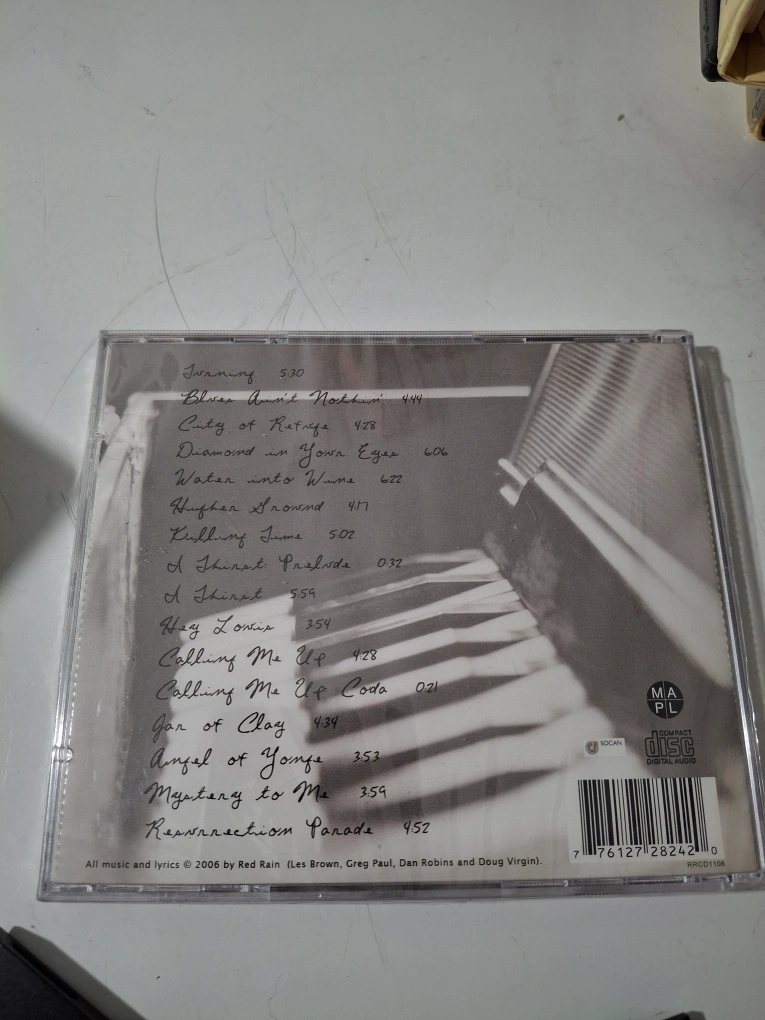 Turning 5:30
Blues Ain't Nothin' 4:44
City of Refuge 4:28
Diamond in Your Eyes 6:06
Water into Wine 6:22
Higher Ground 4:17
Killing Time 5:02
A Thirst Prelude 0:32
A Thirst 5:59
Hey Louis 3:54
Calling Me Up 4:28
Calling Me Up Coda 0:21
Jar of Clay 4:34
Angel of Yonge 3:53
Mystery to Me 3:59
Resurrection Parade 4:52
MA
PL
SOCAN
COMPACT
disc
DIGITAL AUDIO
7 76127 28242 0
RRCD1106
All music and lyrics © 2006 by Red Rain (Les Brown, Greg Paul, Dan Robins and Doug Virgin).